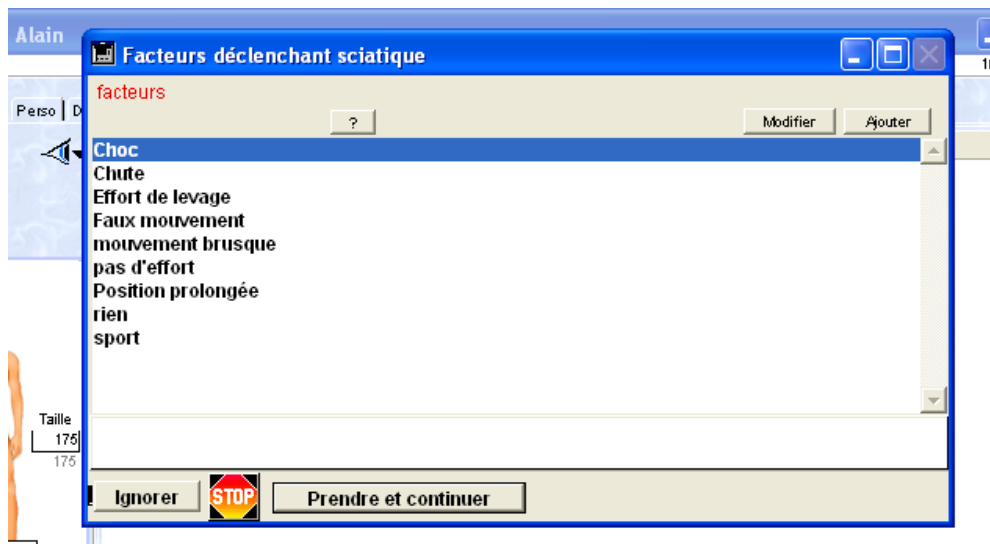 Alain
Facteurs déclenchant sciatique
facteurs
Perso
?
Modifier
Ajouter
Choc
Chute
Effort de levage
Faux mouvement
mouvement brusque
pas d'effort
Position prolongée
rien
sport
Taille
175
175
Ignorer
STOP
Prendre et continuer